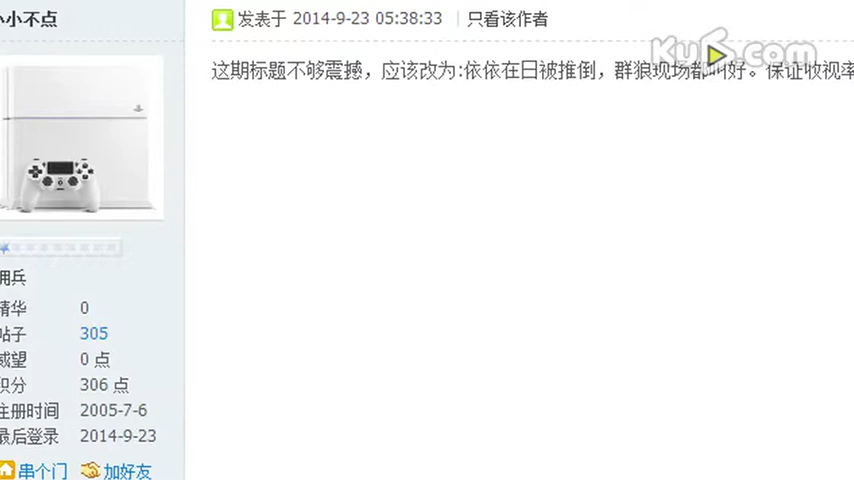 小小不点
发表于 2014-9-23 05:38:33 只看该作者
Ku6.com
这期标题不够震撼，应该改为:依依在日被推倒，群狼现场都叫好。保证收视率
佣兵
精华 0
帖子 305
威望 0 点
积分 306 点
注册时间 2005-7-6
最后登录 2014-9-23
串个门 加好友